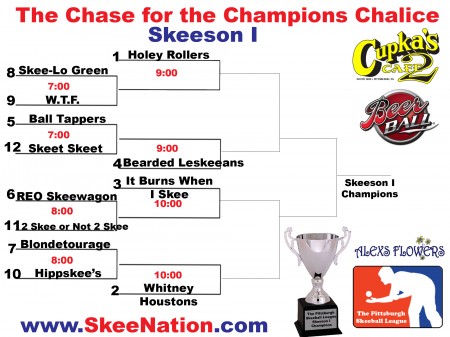 The Chase for the Champions Chalice
Skeeson I
1 Holey Rollers
8 Skee-Lo Green
9:00
7:00
9 W.T.F.
5 Ball Tappers
7:00
9:00
12 Skeet Skeet
4 Bearded Leskeeans
3 It Burns When
I Skee
6 REO Skeewagon
10:00
8:00
11 2 Skee or Not 2 Skee
7 Blondetourage
8:00
10:00
10 Hippskee's
2 Whitney
Houstons
Skeeson I
Champions
Cupka's
CAFE 2
Beer
BALL
ALEXS FLOWERS
The Pittsburgh
Skeeball League
Skeeson I
Champions
The Pittsburgh
Skeeball League
www.SkeeNation.com